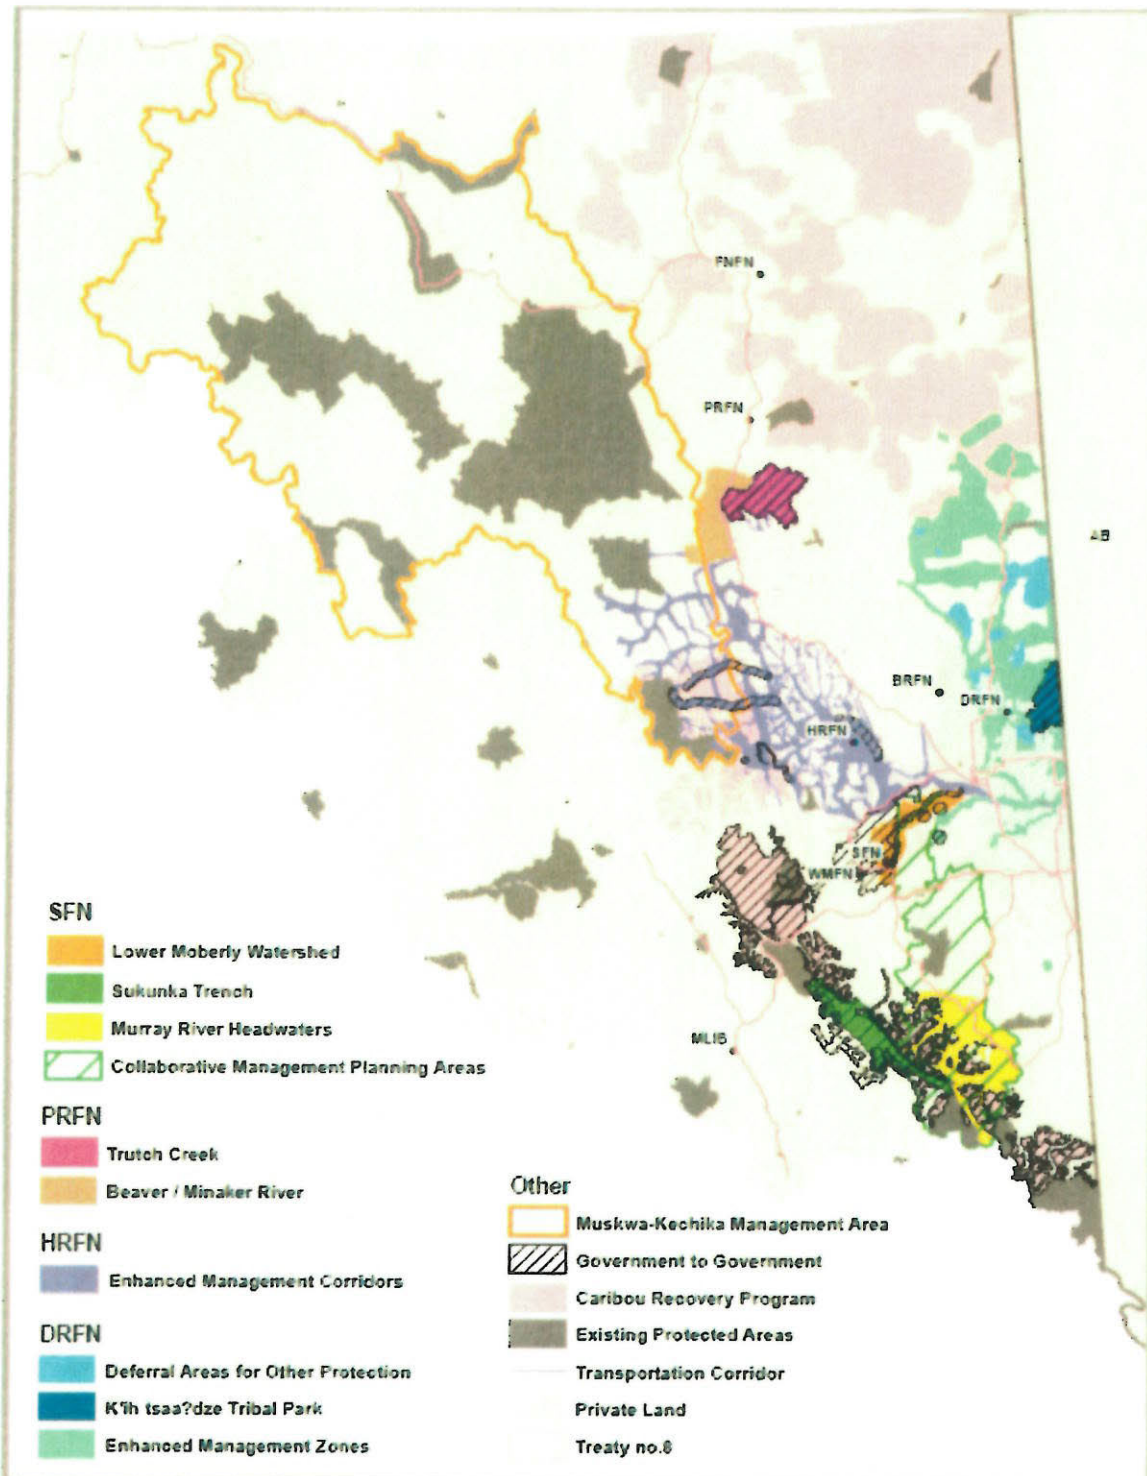 FNFN
PRFN
AB
BRFN
DRFN
HRFN
SFN
WMFN
MLIB
SFN
Lower Moberly Watershed
Sukunka Trench
Murray River Headwaters
Collaborative Management Planning Areas
PRFN
Trutch Creek
Beaver / Minaker River
HRFN
Enhanced Management Corridors
DRFN
Deferral Areas for Other Protection
K'ih tsaa?dze Tribal Park
Enhanced Management Zones
Other
Muskwa-Kechika Management Area
Government to Government
Caribou Recovery Program
Existing Protected Areas
Transportation Corridor
Private Land
Treaty no.8